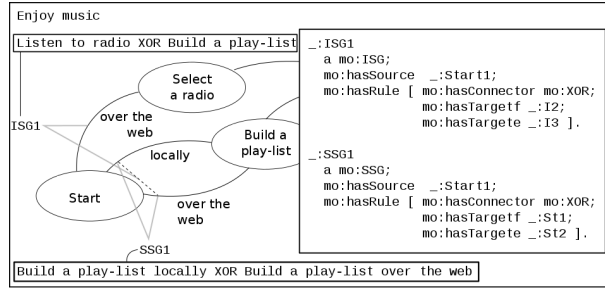 Enjoy music
Listen to radio XOR Build a play-list
Select
a radio
ISG1
over the
web
locally
Build a
play-list
Start
over the
web
SSG1
Build a play-list locally XOR Build a play-list over the web
_:ISG1
a mo:ISG;
mo:hasSource _:Start1;
mo:hasRule [ mo:hasConnector mo:XOR;
mo:hasTargetf _:I2;
mo:hasTargete _:I3 ].
_:SSG1
a mo:SSG;
mo:hasSource _:Start1;
mo:hasRule [ mo:hasConnector mo:XOR;
mo:hasTargetf _:St1;
mo:hasTargete _:St2 ].